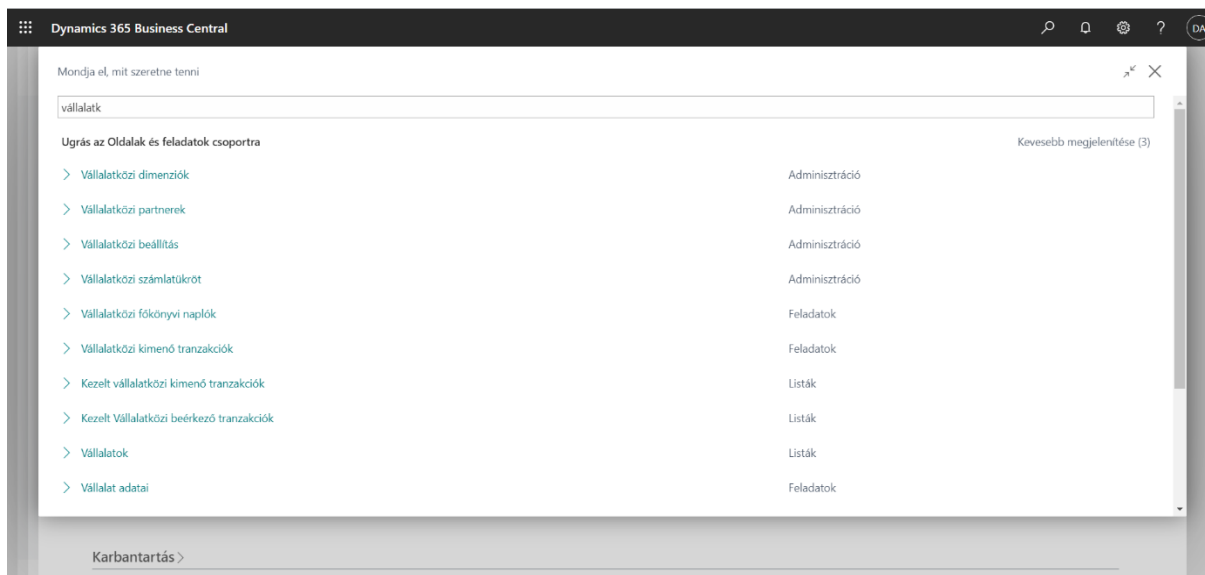 Dynamics 365 Business Central ? DA
Mondja el, mit szeretne tenni
vállalatk
Ugrás az Oldalak és feladatok csoportra Kevesebb megjelenítése (3)
Vállalatközi dimenziók Adminisztráció
Vállalatközi partnerek Adminisztráció
Vállalatközi beállítás Adminisztráció
Vállalatközi számlatükröt Adminisztráció
Vállalatközi főkönyvi naplók Feladatok
Vállalatközi kimenő tranzakciók Feladatok
Kezelt vállalatközi kimenő tranzakciók Listák
Kezelt Vállalatközi beérkező tranzakciók Listák
Vállalatok Listák
Vállalat adatai Feladatok
Karbantartás